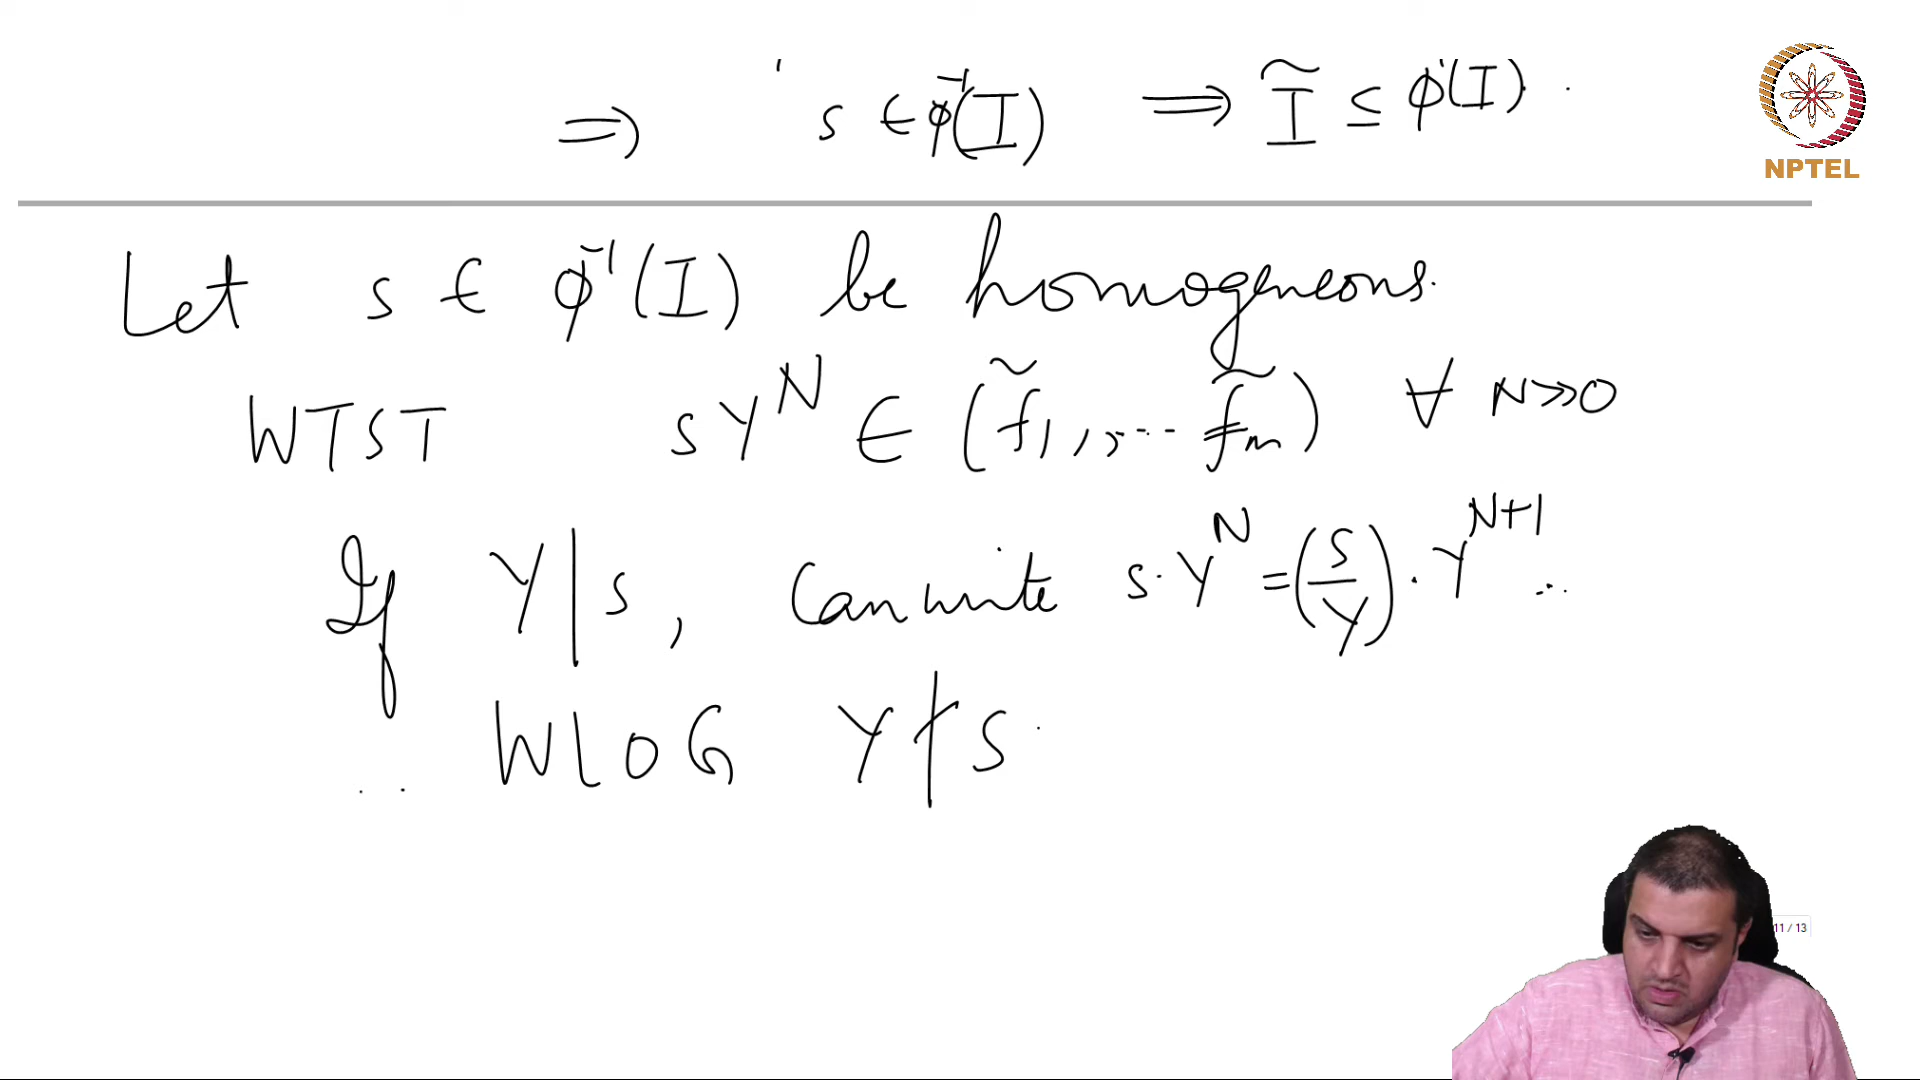 ⟹ s ∈ φ⁻¹(I) ⟹ Ĩ ⊆ φ⁻¹(I).
NPTEL
Let s ∈ φ⁻¹(I) be homogeneous.
WTST sY^N ∈ (f̃₁, ,... f̃ₘ) ∀ N≫0
If Y|s, Can write s·Y^N = (s/Y)·Y^{N+1} ...
.. WLOG Y∤s.
11 / 13